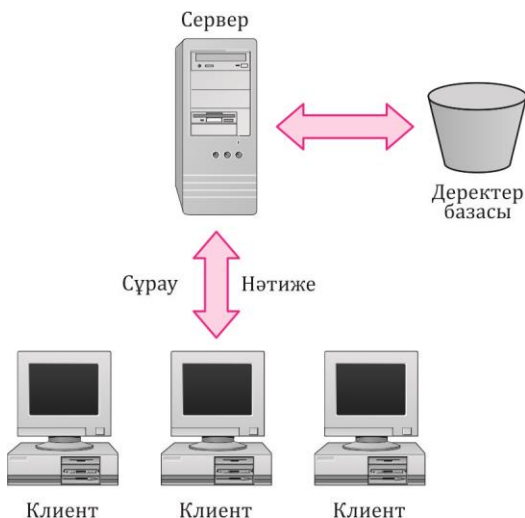 Сервер
Деректер
базасы
Сұрау Нәтиже
Клиент Клиент Клиент